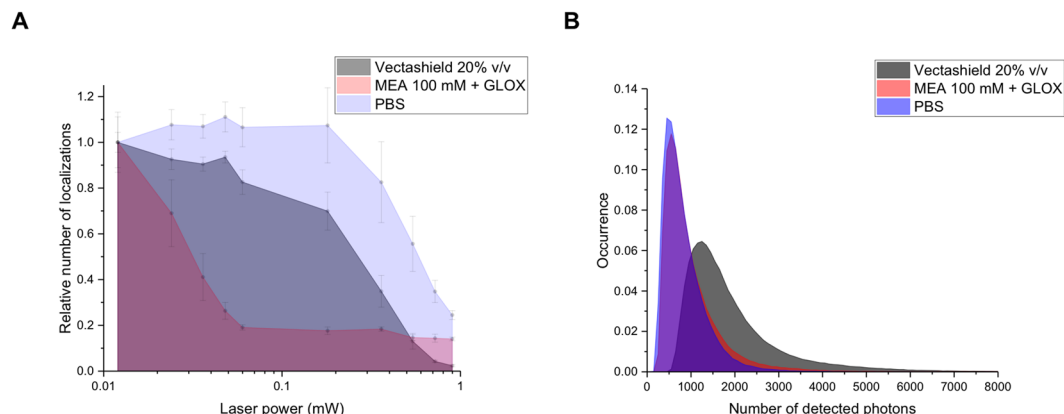 A
Vectashield 20% v/v
MEA 100 mM + GLOX
PBS
Relative number of localizations
1.2
1.0
0.8
0.6
0.4
0.2
0.0
0.01
0.1
1
Laser power (mW)
B
Vectashield 20% v/v
MEA 100 mM + GLOX
PBS
Occurrence
0.14
0.12
0.10
0.08
0.06
0.04
0.02
0.00
0
1000
2000
3000
4000
5000
6000
7000
8000
Number of detected photons